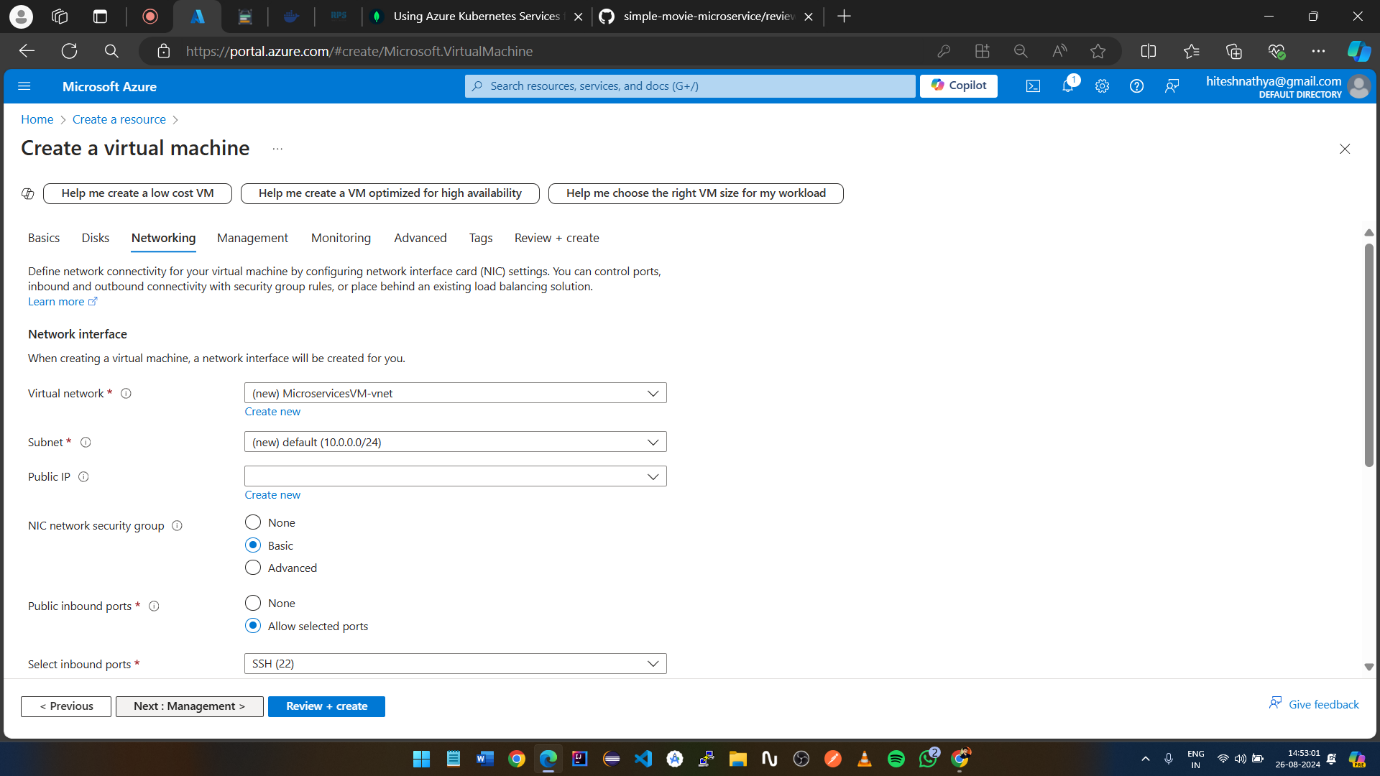 RPS
Using Azure Kubernetes Services
simple-movie-microservice/review
https://portal.azure.com/#create/Microsoft.VirtualMachine
Microsoft Azure
Search resources, services, and docs (G+/)
Copilot
1
hiteshnathya@gmail.com
DEFAULT DIRECTORY
Home > Create a resource >
Create a virtual machine ...
Help me create a low cost VM
Help me create a VM optimized for high availability
Help me choose the right VM size for my workload
Basics Disks Networking Management Monitoring Advanced Tags Review + create
Define network connectivity for your virtual machine by configuring network interface card (NIC) settings. You can control ports,
inbound and outbound connectivity with security group rules, or place behind an existing load balancing solution.
Learn more
Network interface
When creating a virtual machine, a network interface will be created for you.
Virtual network * (new) MicroservicesVM-vnet
Create new
Subnet * (new) default (10.0.0.0/24)
Public IP
Create new
NIC network security group None
Basic
Advanced
Public inbound ports * None
Allow selected ports
Select inbound ports * SSH (22)
< Previous Next : Management > Review + create
Give feedback
2
ENG
IN
14:53:01
26-08-2024